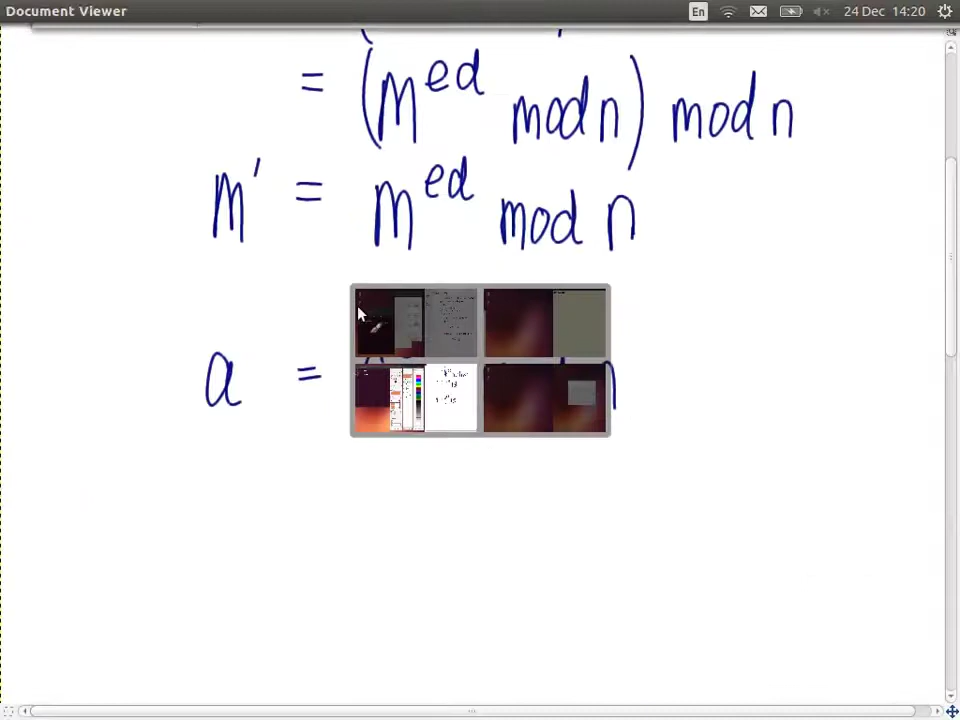 Document Viewer En 24 Dec 14:20
= (m^ed mod n) mod n
m' = m^ed mod n
a = n